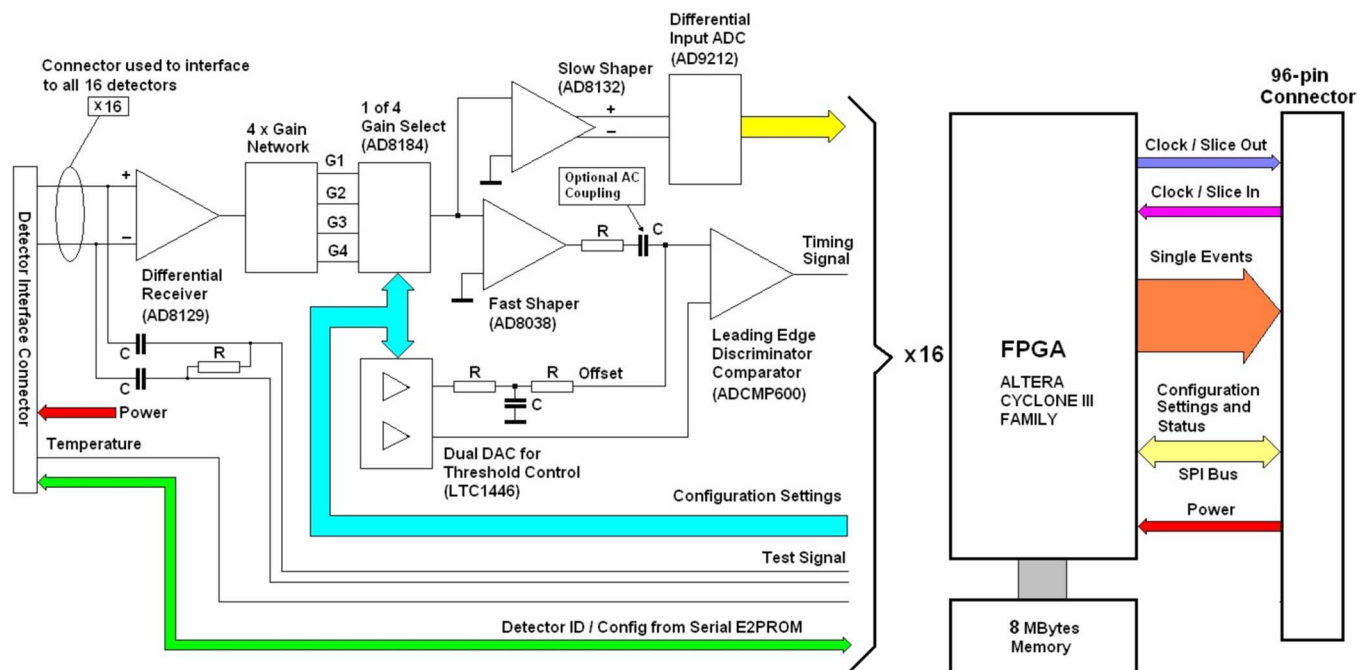 Connector used to interface
to all 16 detectors
x 16
Detector Interface Connector
+
−
Differential
Receiver
(AD8129)
4 x Gain
Network
G1
G2
G3
G4
1 of 4
Gain Select
(AD8184)
Slow Shaper
(AD8132)
+
−
Differential
Input ADC
(AD9212)
Optional AC
Coupling
R
C
Fast Shaper
(AD8038)
Timing
Signal
Leading Edge
Discriminator
Comparator
(ADCMP600)
C
R
C
Power
Temperature
R
R
Offset
C
Dual DAC for
Threshold Control
(LTC1446)
Configuration Settings
Test Signal
Detector ID / Config from Serial E2PROM
x 16
FPGA
ALTERA
CYCLONE III
FAMILY
8 MBytes
Memory
96-pin
Connector
Clock / Slice Out
Clock / Slice In
Single Events
Configuration
Settings and
Status
SPI Bus
Power